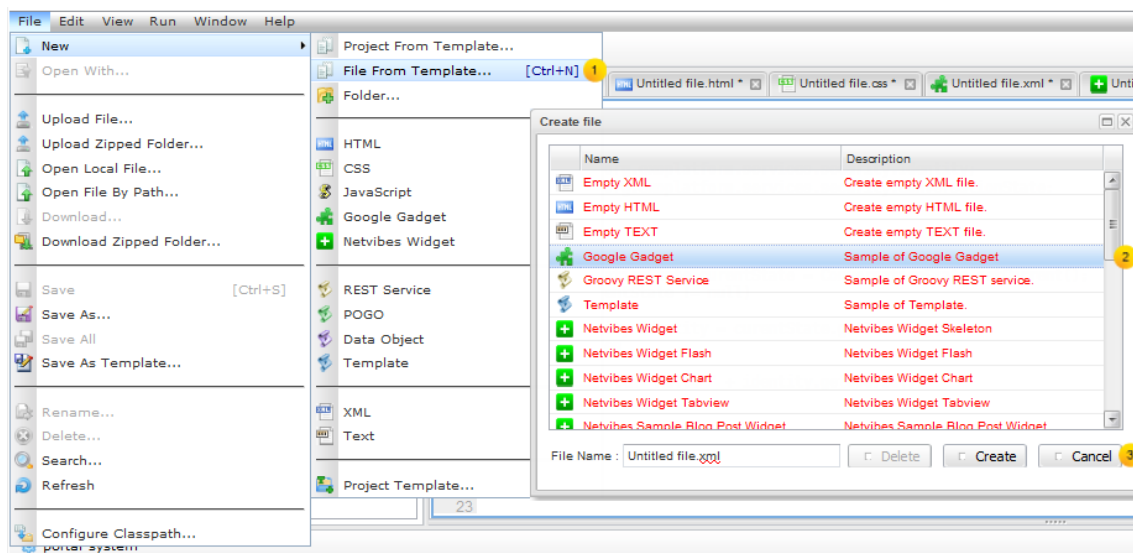 File Edit View Run Window Help
New
Open With...
Upload File...
Upload Zipped Folder...
Open Local File...
Open File By Path...
Download...
Download Zipped Folder...
Save [Ctrl+S]
Save As...
Save All
Save As Template...
Rename...
Delete...
Search...
Refresh
Configure Classpath...
portal system
Project From Template...
File From Template... [Ctrl+N] 1
Folder...
HTML
CSS
JavaScript
Google Gadget
Netvibes Widget
REST Service
POGO
Data Object
Template
XML
Text
Project Template...
Untitled file.html * Untitled file.css * Untitled file.xml * Unti
Create file
Name Description
Empty XML Create empty XML file.
Empty HTML Create empty HTML file.
Empty TEXT Create empty TEXT file.
Google Gadget Sample of Google Gadget 2
Groovy REST Service Sample of Groovy REST service.
Template Sample of Template.
Netvibes Widget Netvibes Widget Skeleton
Netvibes Widget Flash Netvibes Widget Flash
Netvibes Widget Chart Netvibes Widget Chart
Netvibes Widget Tabview Netvibes Widget Tabview
Netvibes Sample Blog Post Widget Netvibes Sample Blog Post Widget
File Name : Untitled file.xml Delete Create Cancel 3
23